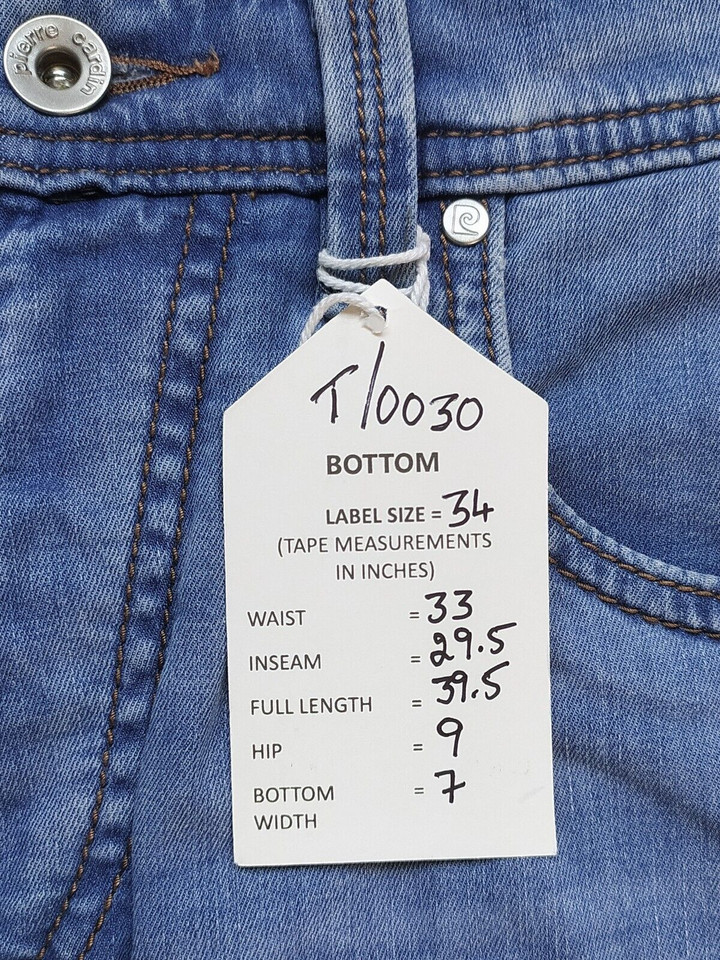 pierre cardin
T/0030
BOTTOM
LABEL SIZE = 34
(TAPE MEASUREMENTS
IN INCHES)
WAIST = 33
INSEAM = 29.5
FULL LENGTH = 39.5
HIP = 9
BOTTOM = 7
WIDTH